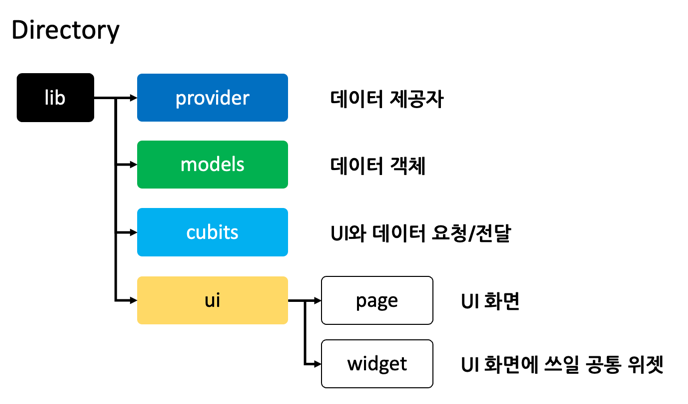 Directory
lib
provider
데이터 제공자
models
데이터 객체
cubits
UI와 데이터 요청/전달
ui
page
UI 화면
widget
UI 화면에 쓰일 공통 위젯